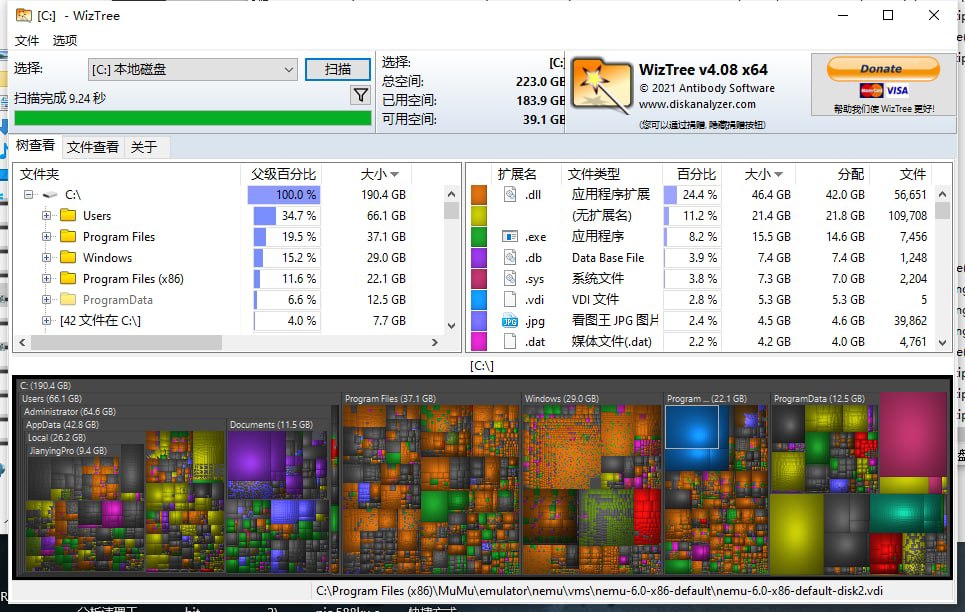 [C:] - WizTree
文件 选项
选择: [C:] 本地磁盘 扫描
扫描完成 9.24 秒
选择: [C:
总空间: 223.0 GB
已用空间: 183.9 GB
可用空间: 39.1 GB
WizTree v4.08 x64
© 2021 Antibody Software
www.diskanalyzer.com
(您可以通过捐赠, 隐藏捐赠按钮)
Donate
MasterCard VISA
帮助我们使 WizTree 更好!
树查看 文件查看 关于
文件夹 父级百分比 大小
C:\ 100.0 % 190.4 GB
Users 34.7 % 66.1 GB
Program Files 19.5 % 37.1 GB
Windows 15.2 % 29.0 GB
Program Files (x86) 11.6 % 22.1 GB
ProgramData 6.6 % 12.5 GB
[42 文件在 C:\] 4.0 % 7.7 GB
扩展名 文件类型 百分比 大小 分配 文件
.dll 应用程序扩展 24.4 % 46.4 GB 42.0 GB 56,651
(无扩展名) 11.2 % 21.4 GB 21.8 GB 109,708
.exe 应用程序 8.2 % 15.5 GB 14.6 GB 7,456
.db Data Base File 3.9 % 7.4 GB 7.4 GB 1,248
.sys 系统文件 3.8 % 7.3 GB 7.0 GB 2,204
.vdi VDI 文件 2.8 % 5.3 GB 5.3 GB 5
JPG .jpg 看图王 JPG 图片 2.4 % 4.5 GB 4.6 GB 39,862
.dat 媒体文件(.dat) 2.2 % 4.2 GB 4.0 GB 4,761
[C:\]
C: (190.4 GB)
Users (66.1 GB)
Administrator (64.6 GB)
AppData (42.8 GB)
Local (26.2 GB)
JianyingPro (9.4 GB)
Documents (11.5 GB)
Program Files (37.1 GB)
Windows (29.0 GB)
Program ... (22.1 GB)
ProgramData (12.5 GB)
C:\Program Files (x86)\MuMu\emulator\nemu\vms\nemu-6.0-x86-default\nemu-6.0-x86-default-disk2.vdi